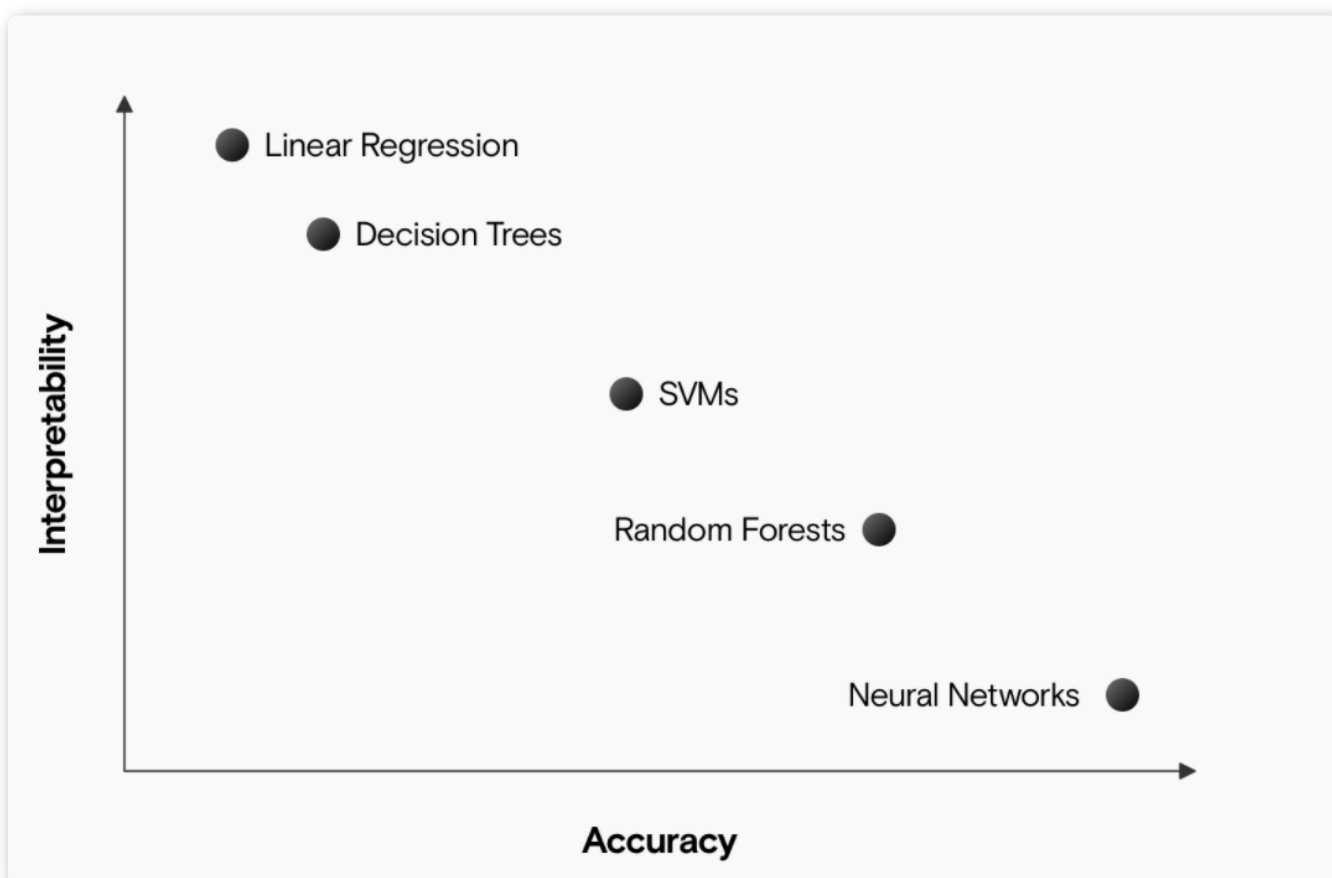 Linear Regression
Decision Trees
Interpretability
SVMs
Random Forests
Neural Networks
Accuracy